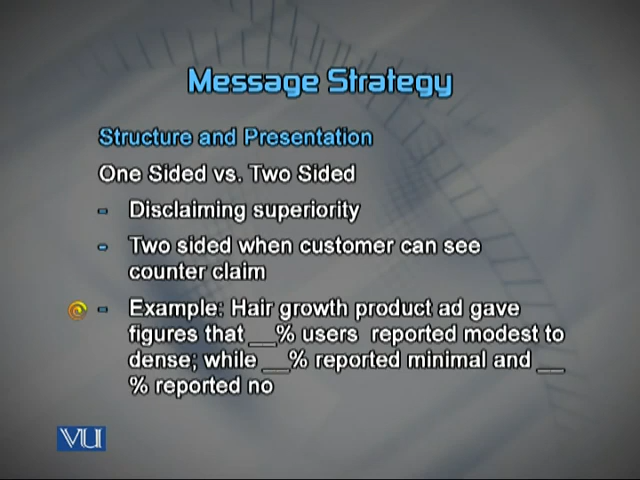 Message Strategy
Structure and Presentation
One Sided vs. Two Sided
- Disclaiming superiority
- Two sided when customer can see
counter claim
- Example: Hair growth product ad gave
figures that __% users reported modest to
dense; while __% reported minimal and __
% reported no
VU